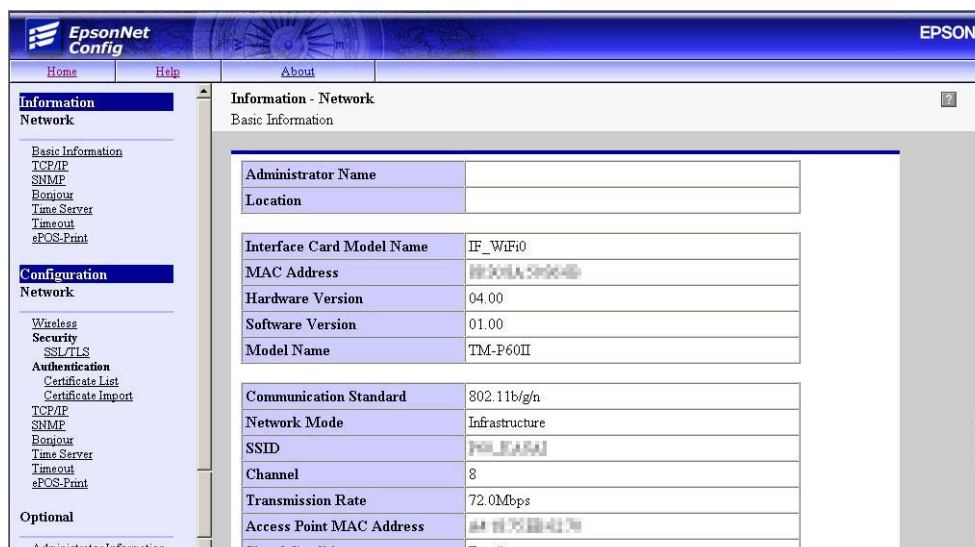 EpsonNet
Config
EPSON
Home
Help
About
Information
Network
Basic Information
TCP/IP
SNMP
Bonjour
Time Server
Timeout
ePOS-Print
Configuration
Network
Wireless
Security
SSL/TLS
Authentication
Certificate List
Certificate Import
TCP/IP
SNMP
Bonjour
Time Server
Timeout
ePOS-Print
Optional
Administrator Information
Information - Network
?
Basic Information
Administrator Name
Location
Interface Card Model Name IF_WiFi0
MAC Address
Hardware Version 04.00
Software Version 01.00
Model Name TM-P60II
Communication Standard 802.11b/g/n
Network Mode Infrastructure
SSID
Channel 8
Transmission Rate 72.0Mbps
Access Point MAC Address